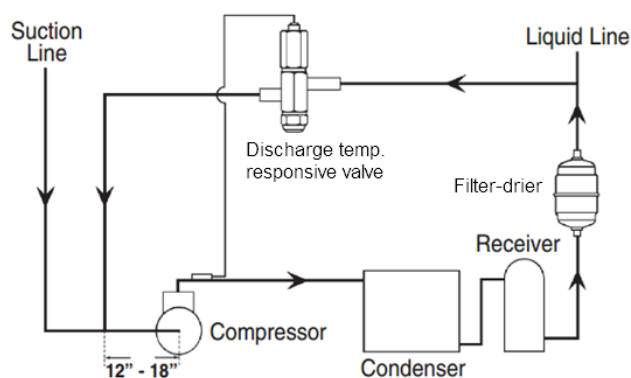 Suction
Line
Liquid Line
Discharge temp.
responsive valve
Filter-drier
Receiver
Compressor
Condenser
12" - 18"